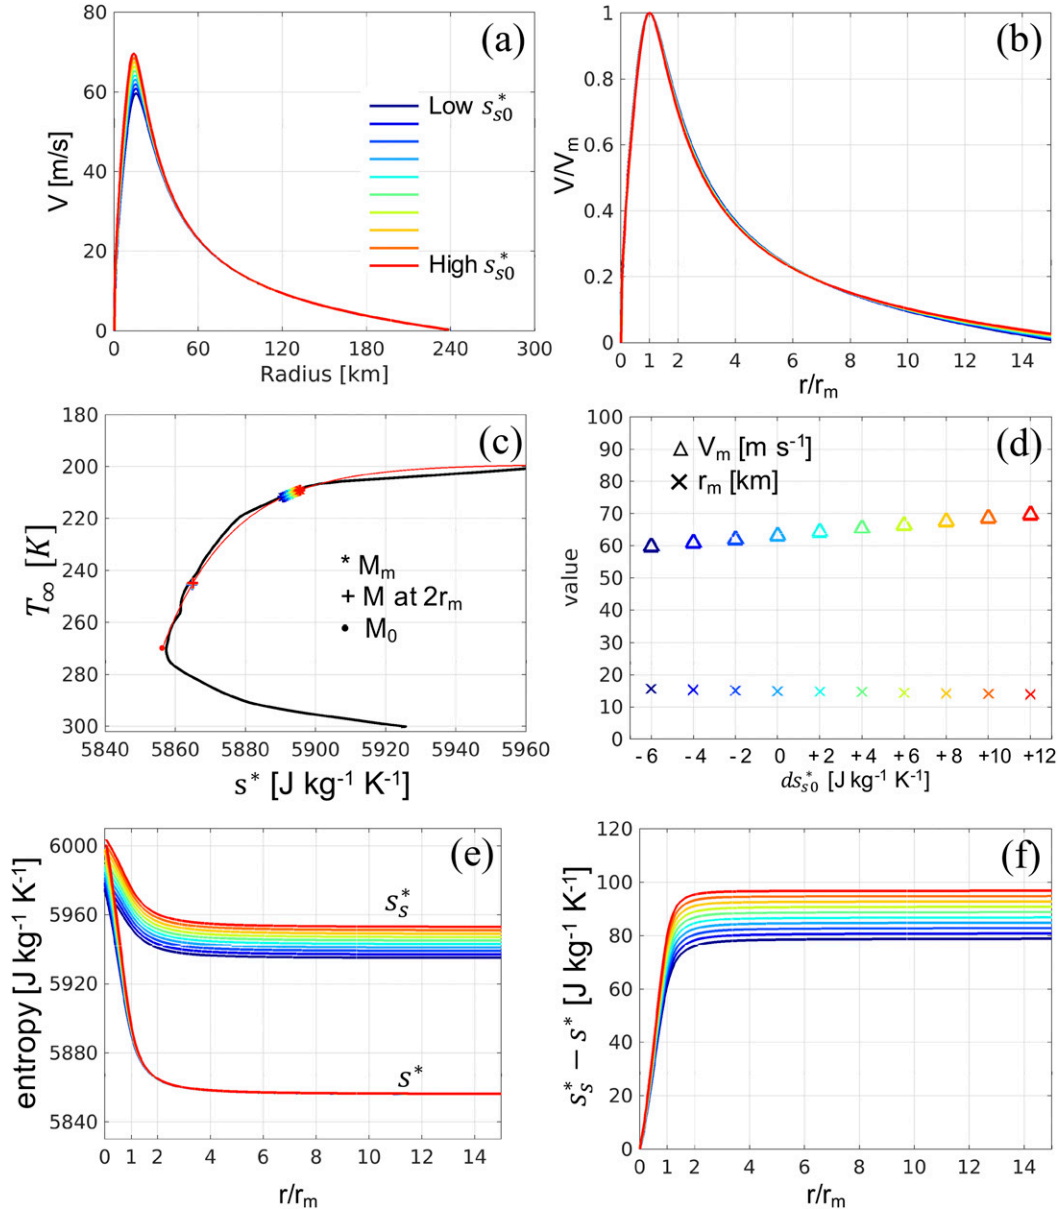 (a)
V [m/s]
80
60
40
20
0
Low s*s0
High s*s0
0 60 120 180 240 300
Radius [km]
(b)
V/Vm
1
0.8
0.6
0.4
0.2
0
0 1 2 4 6 8 10 12 14
r/rm
(c)
T∞ [K]
180
200
220
240
260
280
300
* Mm
+ M at 2rm
• M0
5840 5860 5880 5900 5920 5940 5960
s* [J kg-1 K-1]
(d)
value
100
90
80
70
60
50
40
30
20
10
0
△ Vm [m s-1]
× rm [km]
-6 -4 -2 0 +2 +4 +6 +8 +10 +12
ds*s0 [J kg-1 K-1]
(e)
entropy [J kg-1 K-1]
6000
5960
5920
5880
5840
s*s
s*
0 1 2 4 6 8 10 12 14
r/rm
(f)
s*s − s* [J kg-1 K-1]
120
100
80
60
40
20
0
0 1 2 4 6 8 10 12 14
r/rm